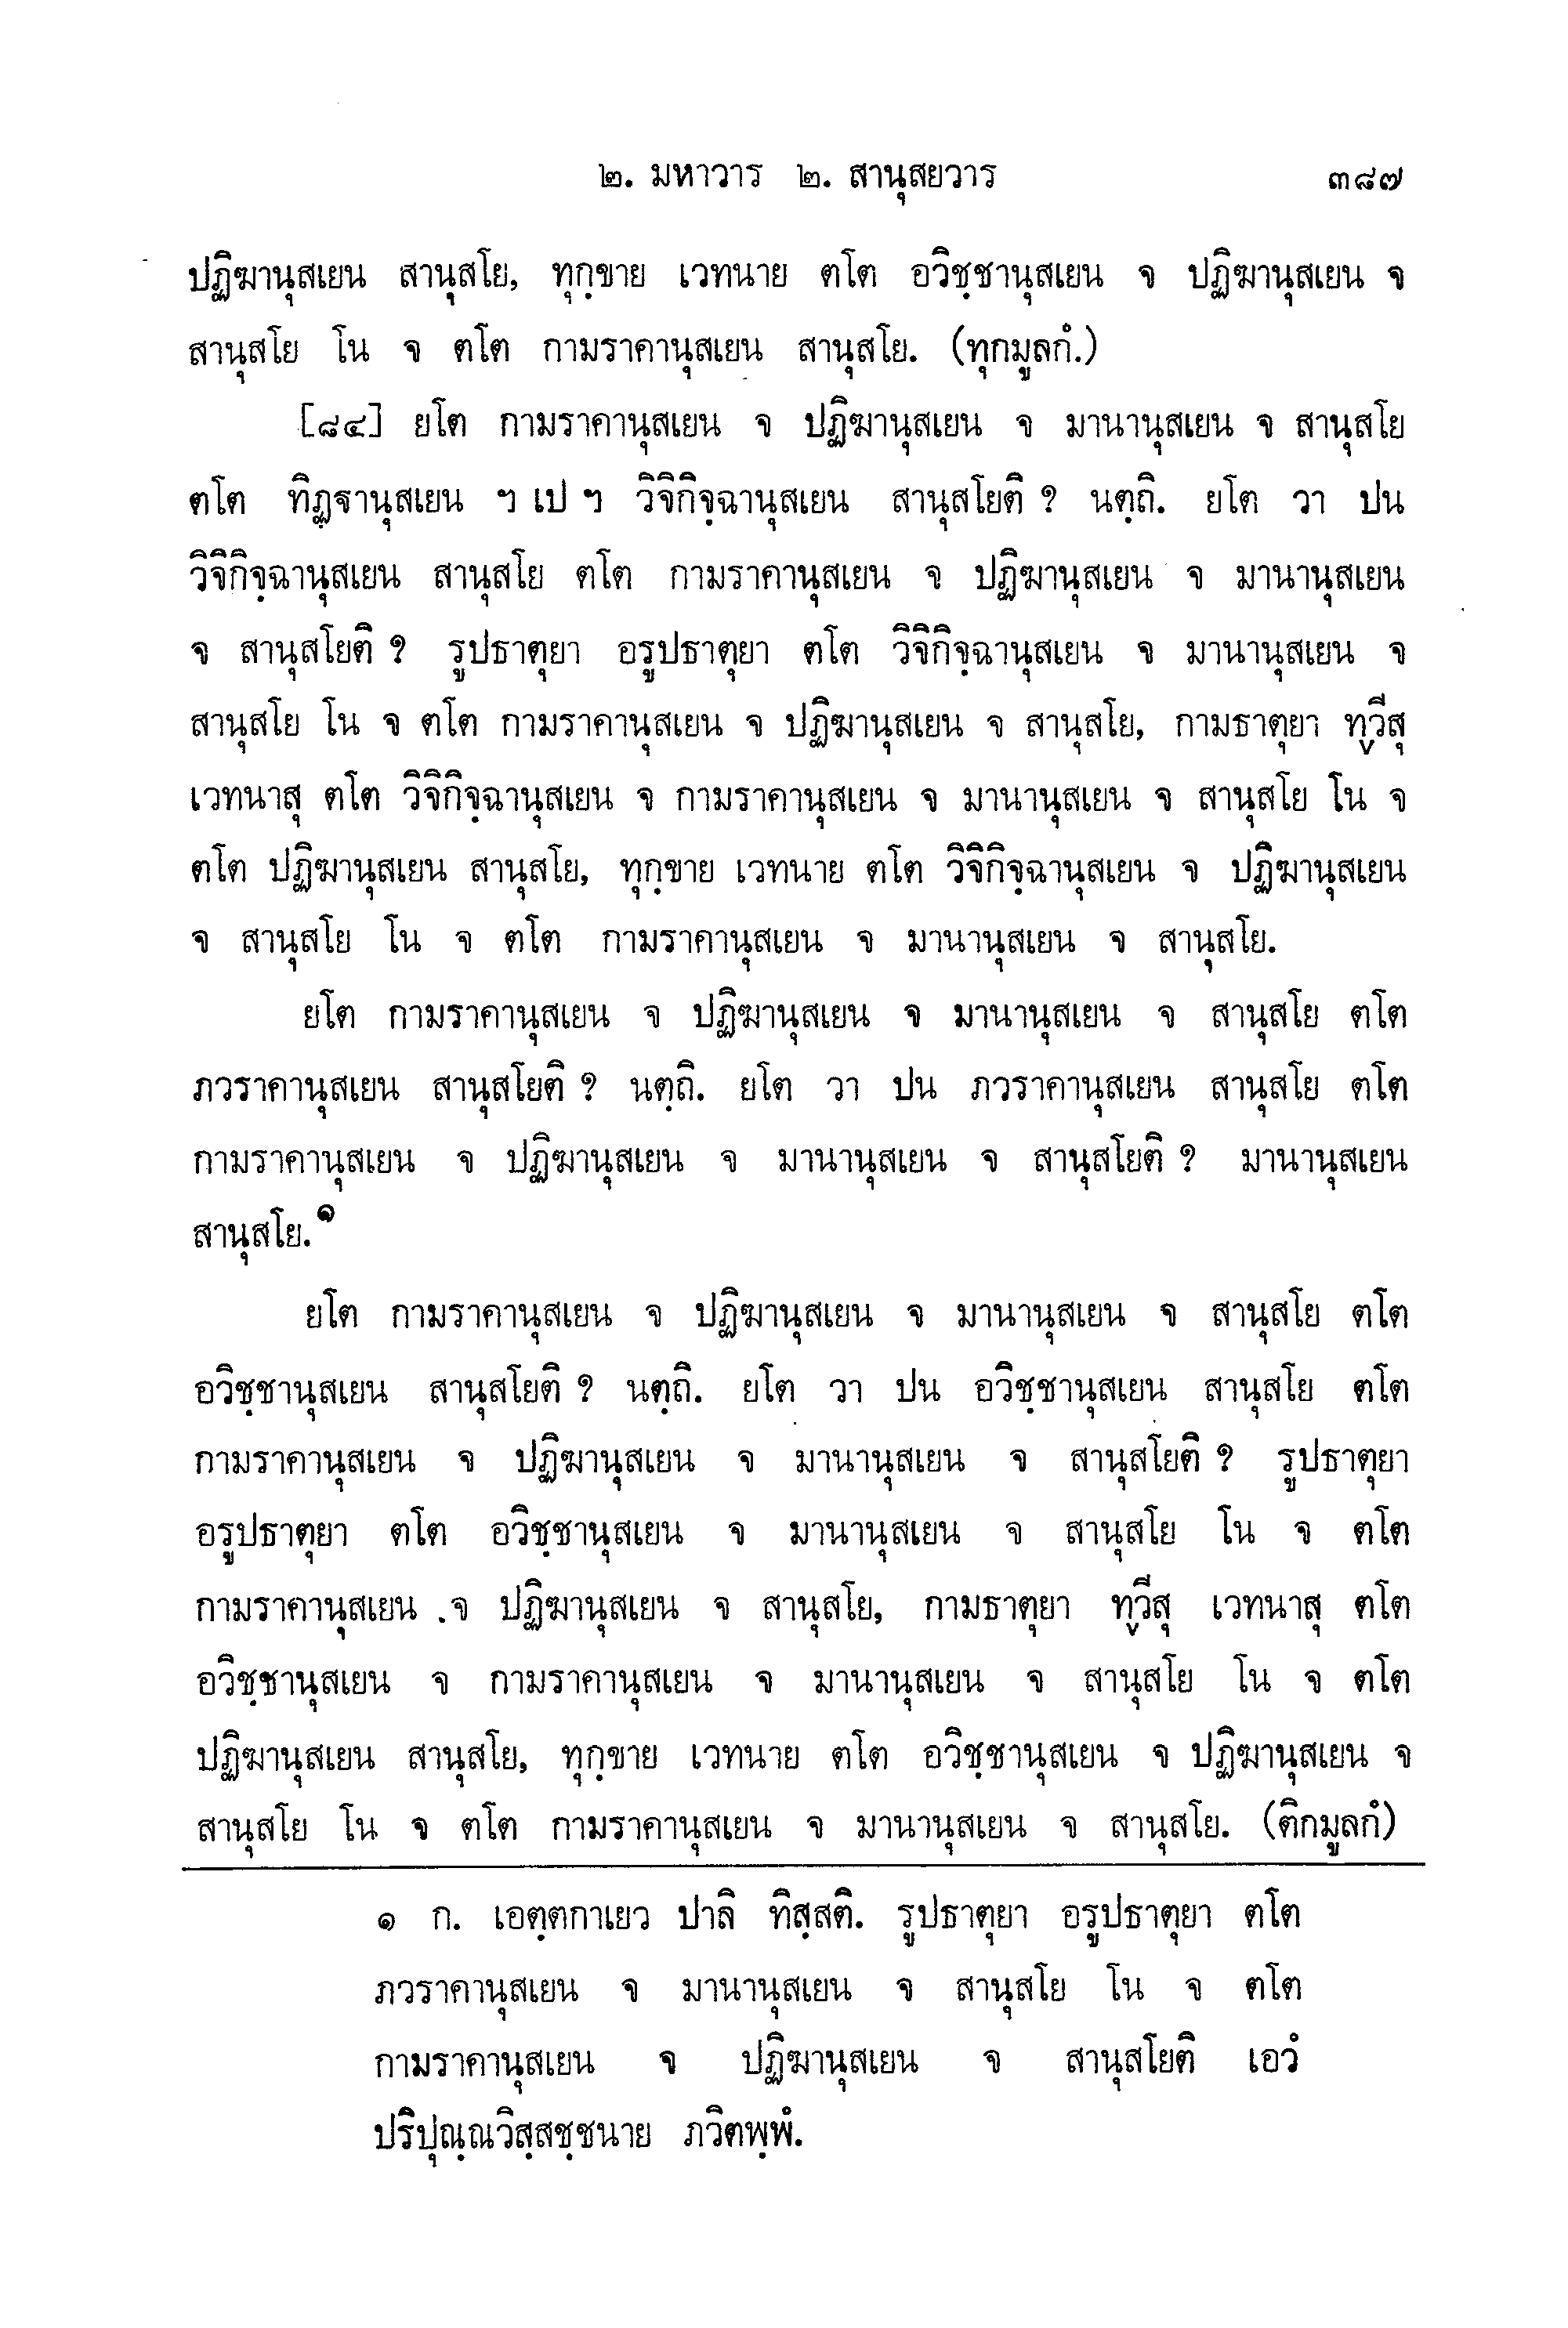 ๒. มหาวาร ๒. สานุสยวาร ๓๘๗
ปฏิฆานุสเยน สานุสโย, ทุกฺขาย เวทนาย ตโต อวิชฺชานุสเยน จ ปฏิฆานุสเยน จ
สานุสโย โน จ ตโต กามราคานุสเยน สานุสโย. (ทุกมูลกํ.)
[๘๔] ยโต กามราคานุสเยน จ ปฏิฆานุสเยน จ มานานุสเยน จ สานุสโย
ตโต ทิฏฺฐานุสเยน ฯ เป ฯ วิจิกิจฺฉานุสเยน สานุสโยติ ? นตฺถิ. ยโต วา ปน
วิจิกิจฺฉานุสเยน สานุสโย ตโต กามราคานุสเยน จ ปฏิฆานุสเยน จ มานานุสเยน
จ สานุสโยติ ? รูปธาตุยา อรูปธาตุยา ตโต วิจิกิจฺฉานุสเยน จ มานานุสเยน จ
สานุสโย โน จ ตโต กามราคานุสเยน จ ปฏิฆานุสเยน จ สานุสโย, กามธาตุยา ทฺวีสุ
เวทนาสุ ตโต วิจิกิจฺฉานุสเยน จ กามราคานุสเยน จ มานานุสเยน จ สานุสโย โน จ
ตโต ปฏิฆานุสเยน สานุสโย, ทุกฺขาย เวทนาย ตโต วิจิกิจฺฉานุสเยน จ ปฏิฆานุสเยน
จ สานุสโย โน จ ตโต กามราคานุสเยน จ มานานุสเยน จ สานุสโย.
ยโต กามราคานุสเยน จ ปฏิฆานุสเยน จ มานานุสเยน จ สานุสโย ตโต
ภวราคานุสเยน สานุสโยติ ? นตฺถิ. ยโต วา ปน ภวราคานุสเยน สานุสโย ตโต
กามราคานุสเยน จ ปฏิฆานุสเยน จ มานานุสเยน จ สานุสโยติ ? มานานุสเยน
สานุสโย.๑
ยโต กามราคานุสเยน จ ปฏิฆานุสเยน จ มานานุสเยน จ สานุสโย ตโต
อวิชฺชานุสเยน สานุสโยติ ? นตฺถิ. ยโต วา ปน อวิชฺชานุสเยน สานุสโย ตโต
กามราคานุสเยน จ ปฏิฆานุสเยน จ มานานุสเยน จ สานุสโยติ ? รูปธาตุยา
อรูปธาตุยา ตโต อวิชฺชานุสเยน จ มานานุสเยน จ สานุสโย โน จ ตโต
กามราคานุสเยน จ ปฏิฆานุสเยน จ สานุสโย, กามธาตุยา ทฺวีสุ เวทนาสุ ตโต
อวิชฺชานุสเยน จ กามราคานุสเยน จ มานานุสเยน จ สานุสโย โน จ ตโต
ปฏิฆานุสเยน สานุสโย, ทุกฺขาย เวทนาย ตโต อวิชฺชานุสเยน จ ปฏิฆานุสเยน จ
สานุสโย โน จ ตโต กามราคานุสเยน จ มานานุสเยน จ สานุสโย. (ติกมูลกํ)
๑ ก. เอตฺตกาเยว ปาลิ ทิสฺสติ. รูปธาตุยา อรูปธาตุยา ตโต
ภวราคานุสเยน จ มานานุสเยน จ สานุสโย โน จ ตโต
กามราคานุสเยน จ ปฏิฆานุสเยน จ สานุสโยติ เอวํ
ปริปุณฺณวิสฺสชฺชนาย ภวิตพฺพํ.